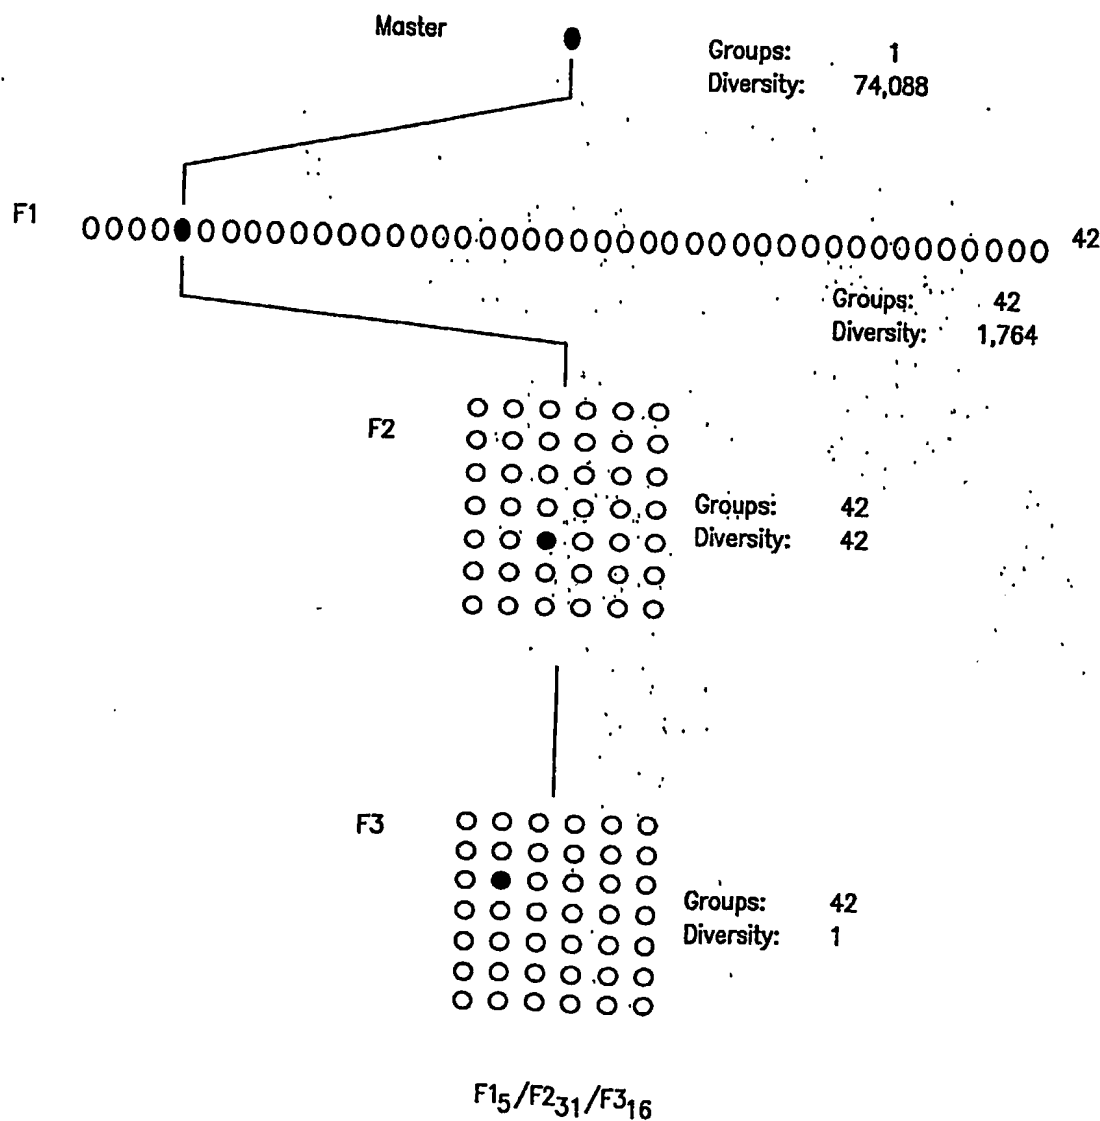 Master
Groups: 1
Diversity: 74,088
F1
42
Groups: 42
Diversity: 1,764
F2
Groups: 42
Diversity: 42
F3
Groups: 42
Diversity: 1
F1₅/F2₃₁/F3₁₆